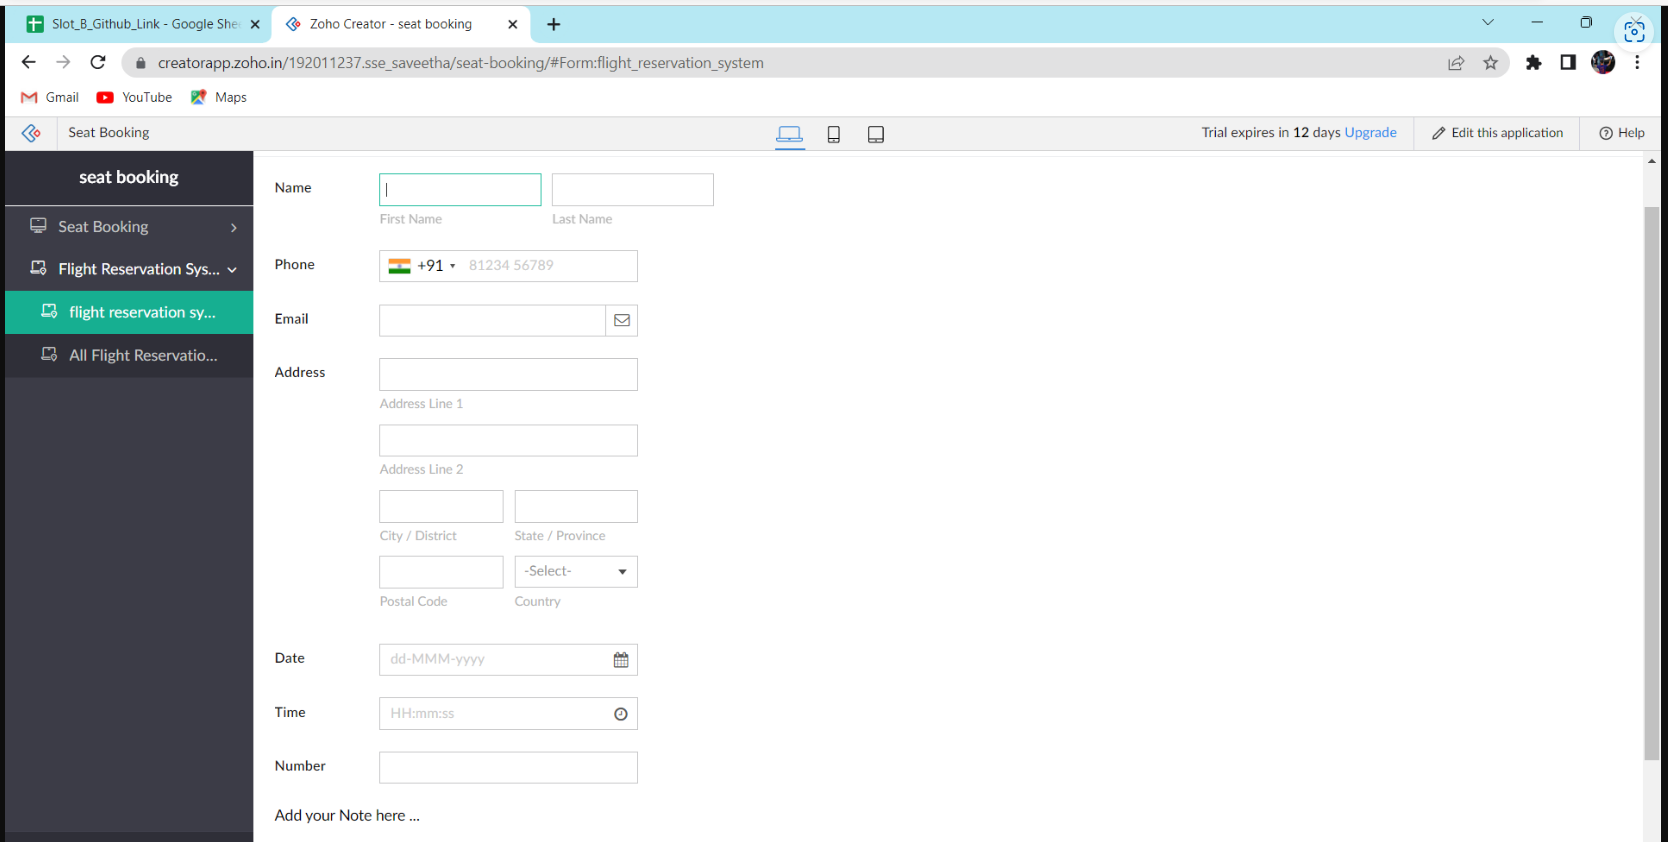 Slot_B_Github_Link - Google She
Zoho Creator - seat booking
creatorapp.zoho.in/192011237.sse_saveetha/seat-booking/#Form:flight_reservation_system
Gmail
YouTube
Maps
Seat Booking
Trial expires in 12 days Upgrade
Edit this application
Help
seat booking
Seat Booking
Flight Reservation Sys...
flight reservation sy...
All Flight Reservatio...
Name
First Name
Last Name
Phone
+91
81234 56789
Email
Address
Address Line 1
Address Line 2
City / District
State / Province
-Select-
Postal Code
Country
Date
dd-MMM-yyyy
Time
HH:mm:ss
Number
Add your Note here ...